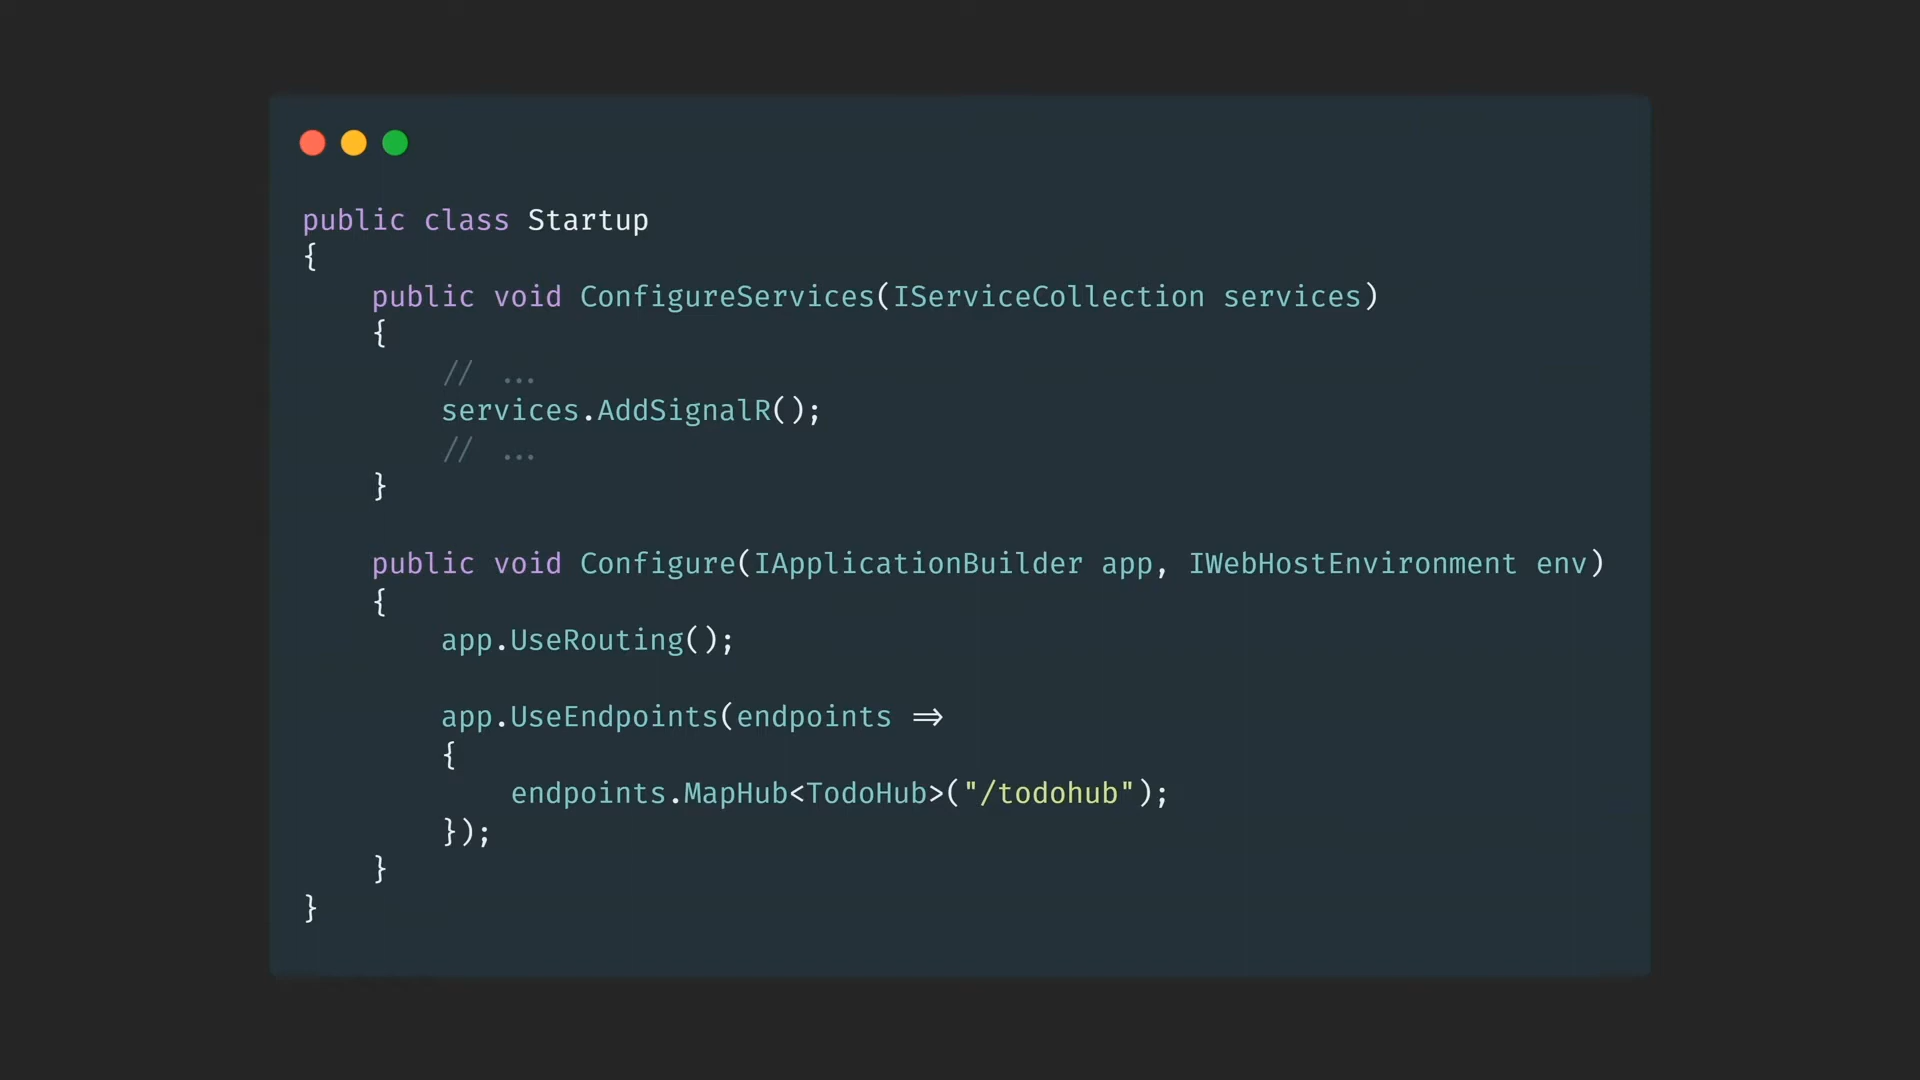 public class Startup
{
    public void ConfigureServices(IServiceCollection services)
    {
        // ...
        services.AddSignalR();
        // ...
    }

    public void Configure(IApplicationBuilder app, IWebHostEnvironment env)
    {
        app.UseRouting();

        app.UseEndpoints(endpoints =>
        {
            endpoints.MapHub<TodoHub>("/todohub");
        });
    }
}